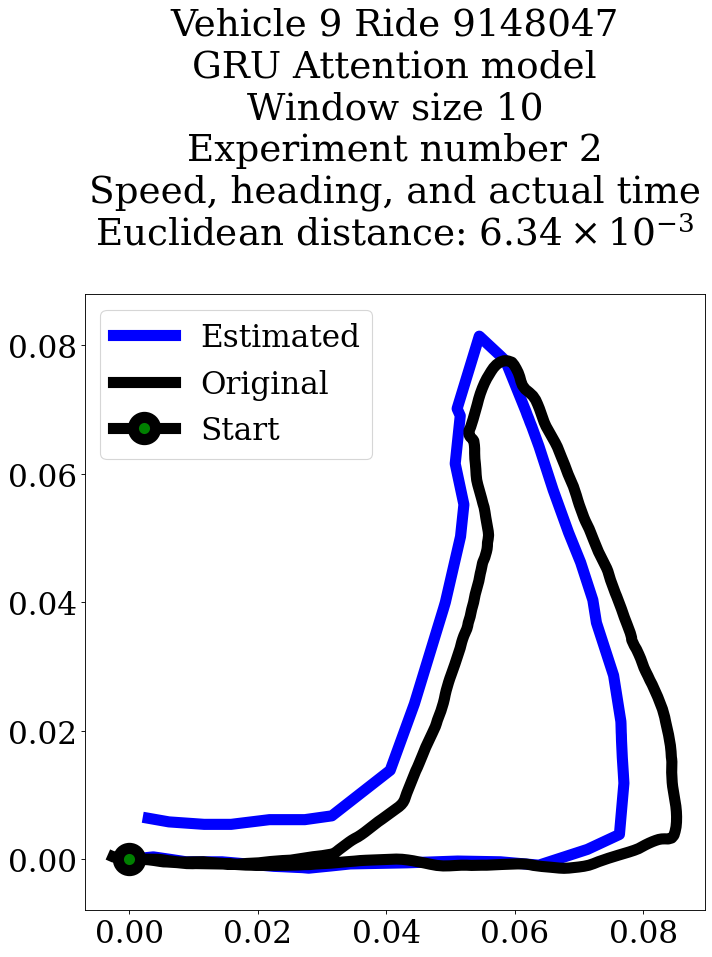 Vehicle 9 Ride 9148047
GRU Attention model
Window size 10
Experiment number 2
Speed, heading, and actual time
Euclidean distance: 6.34 × 10⁻³
Estimated
Original
Start
0.08
0.06
0.04
0.02
0.00
0.00 0.02 0.04 0.06 0.08